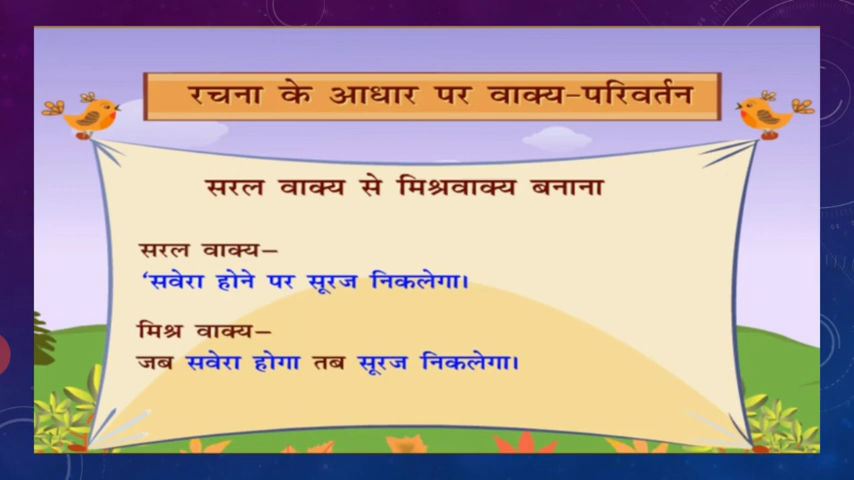 रचना के आधार पर वाक्य-परिवर्तन
सरल वाक्य से मिश्रवाक्य बनाना
सरल वाक्य–
‘सवेरा होने पर सूरज निकलेगा।
मिश्र वाक्य–
जब सवेरा होगा तब सूरज निकलेगा।